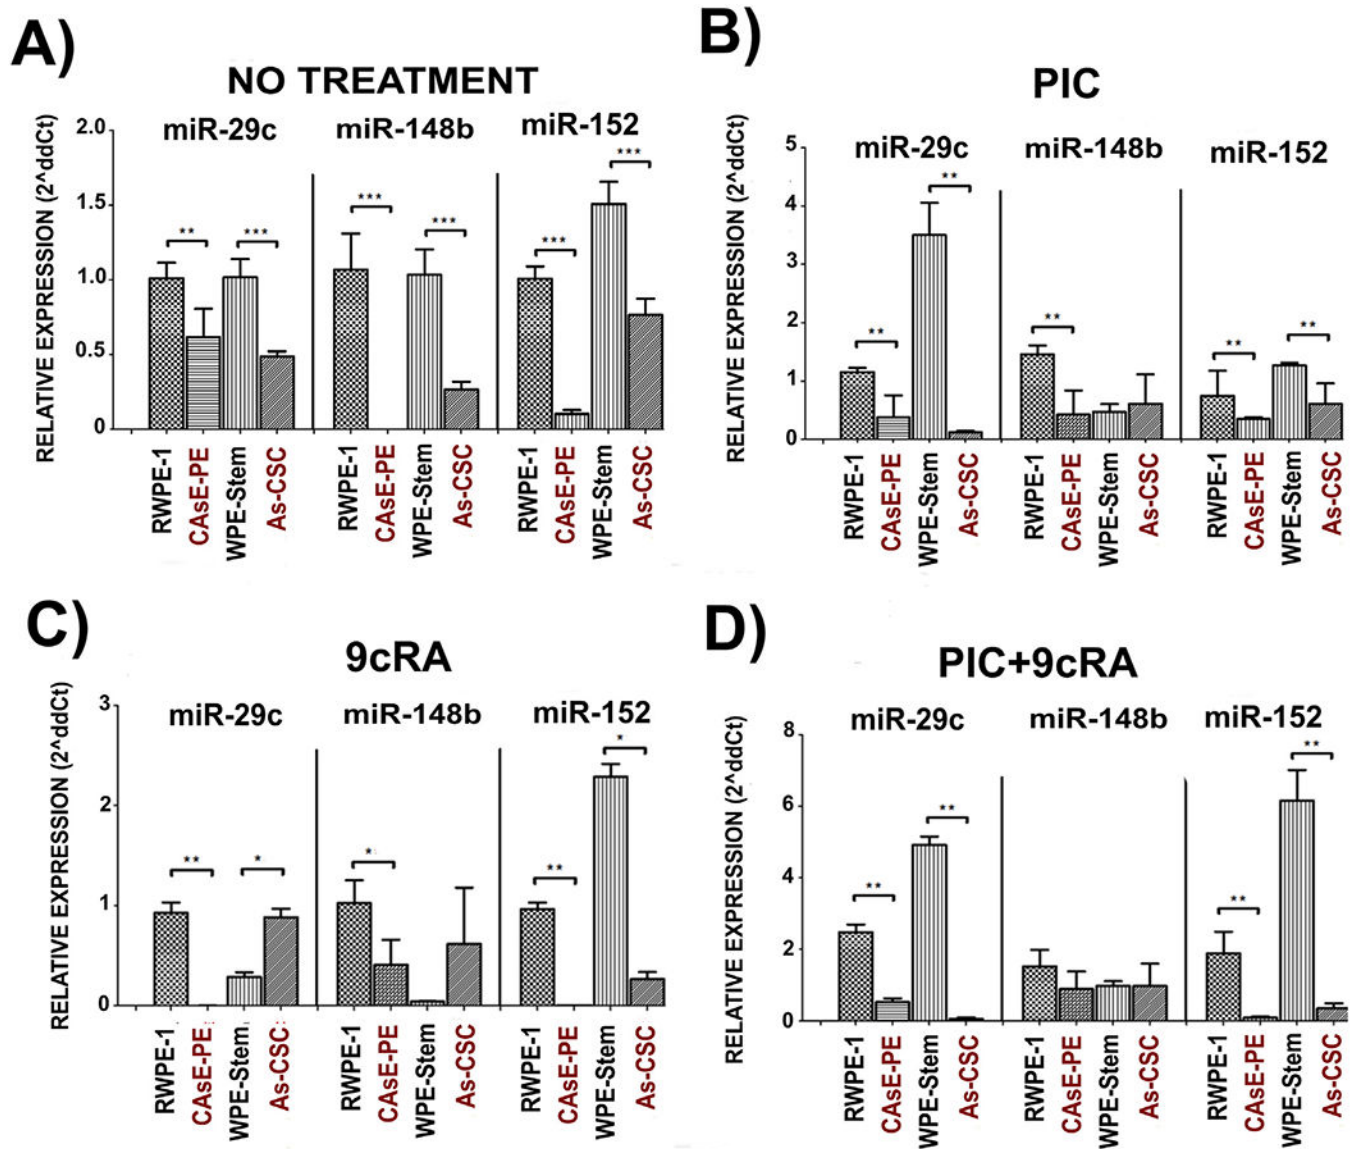 A)
NO TREATMENT
miR-29c miR-148b miR-152
RELATIVE EXPRESSION (2^ddCt)
2.0
1.5
1.0
0.5
0
** *** *** *** *** ***
RWPE-1 CAsE-PE WPE-Stem As-CSC RWPE-1 CAsE-PE WPE-Stem As-CSC RWPE-1 CAsE-PE WPE-Stem As-CSC
B)
PIC
miR-29c miR-148b miR-152
RELATIVE EXPRESSION (2^ddCt)
5
4
3
2
1
0
** ** ** ** **
RWPE-1 CAsE-PE WPE-Stem As-CSC RWPE-1 CAsE-PE WPE-Stem As-CSC RWPE-1 CAsE-PE WPE-Stem As-CSC
C)
9cRA
miR-29c miR-148b miR-152
RELATIVE EXPRESSION (2^ddCt)
3
2
1
0
** * * ** *
RWPE-1 CAsE-PE WPE-Stem As-CSC RWPE-1 CAsE-PE WPE-Stem As-CSC RWPE-1 CAsE-PE WPE-Stem As-CSC
D)
PIC+9cRA
miR-29c miR-148b miR-152
RELATIVE EXPRESSION (2^ddCt)
8
6
4
2
0
** ** ** **
RWPE-1 CAsE-PE WPE-Stem As-CSC RWPE-1 CAsE-PE WPE-Stem As-CSC RWPE-1 CAsE-PE WPE-Stem As-CSC